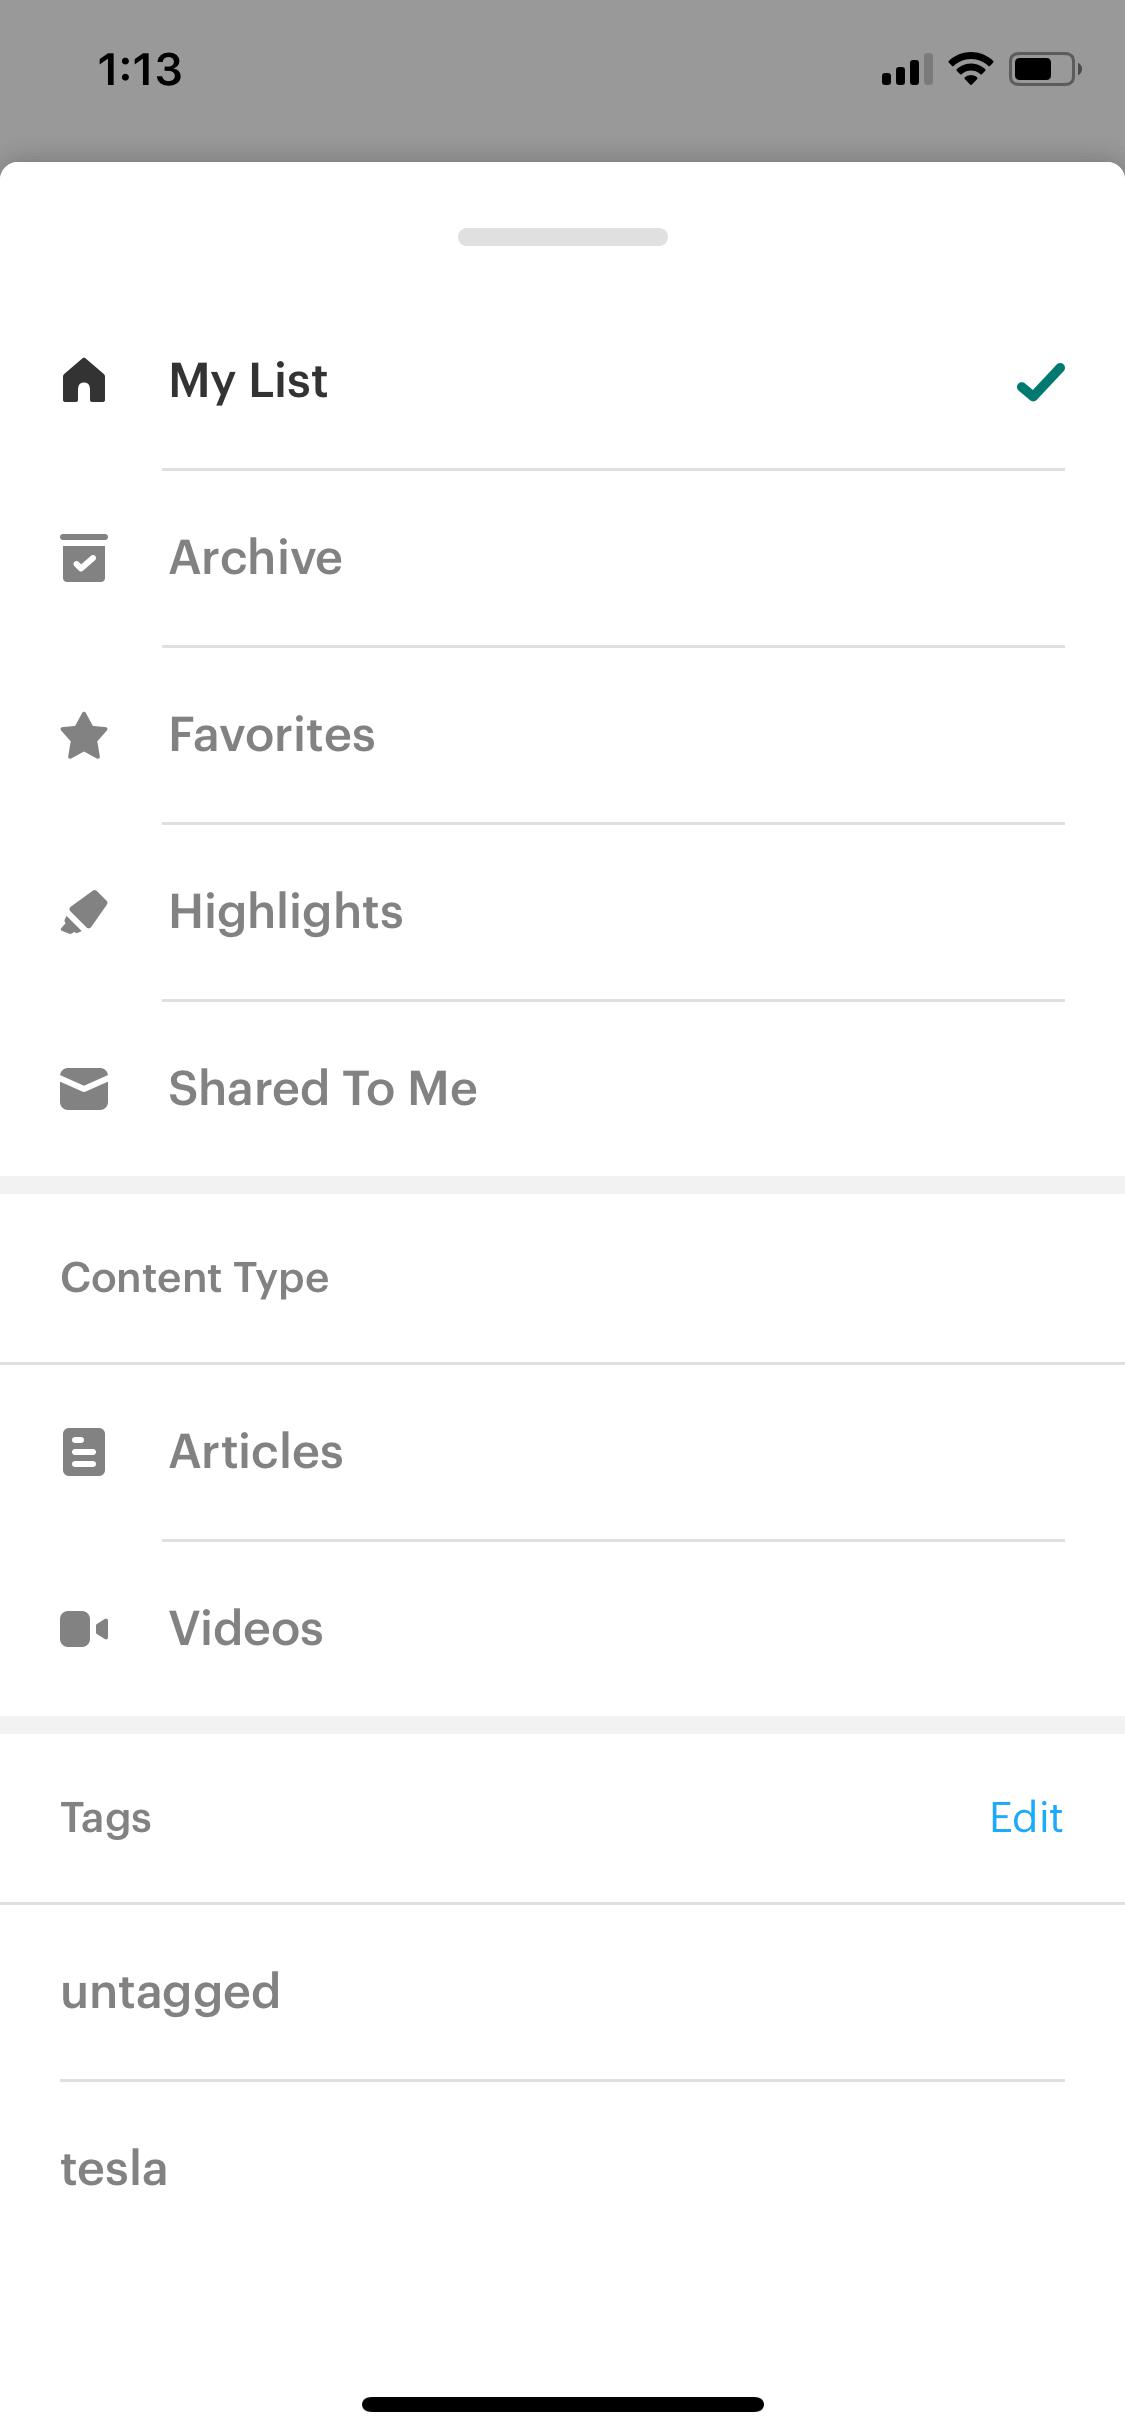 1:13
My List
Archive
Favorites
Highlights
Shared To Me
Content Type
Articles
Videos
Tags
Edit
untagged
tesla